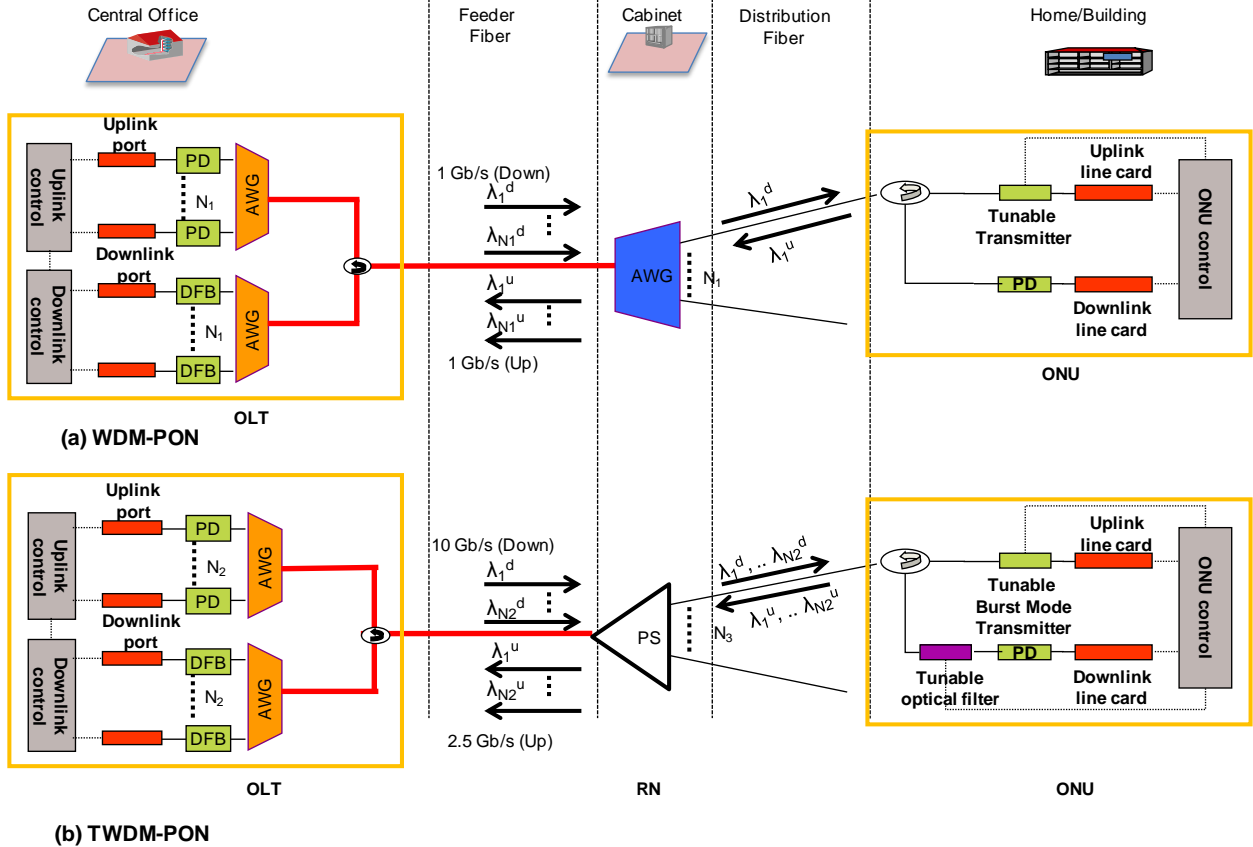 Central Office
Feeder
Fiber
Cabinet
Distribution
Fiber
Home/Building
Uplink
port
Uplink
control
PD
N1
PD
AWG
Downlink
port
Downlink
control
DFB
N1
DFB
AWG
OLT
1 Gb/s (Down)
λ1d
λN1d
λ1u
λN1u
1 Gb/s (Up)
AWG
N1
λ1d
λ1u
Uplink
line card
Tunable
Transmitter
PD
Downlink
line card
ONU control
ONU
(a) WDM-PON
Uplink
port
Uplink
control
PD
N2
PD
AWG
Downlink
port
Downlink
control
DFB
N2
DFB
AWG
OLT
10 Gb/s (Down)
λ1d
λN2d
λ1u
λN2u
2.5 Gb/s (Up)
PS
N3
RN
λ1d, .. λN2d
λ1u, .. λN2u
Uplink
line card
Tunable
Burst Mode
Transmitter
PD
Tunable
optical filter
Downlink
line card
ONU control
ONU
(b) TWDM-PON